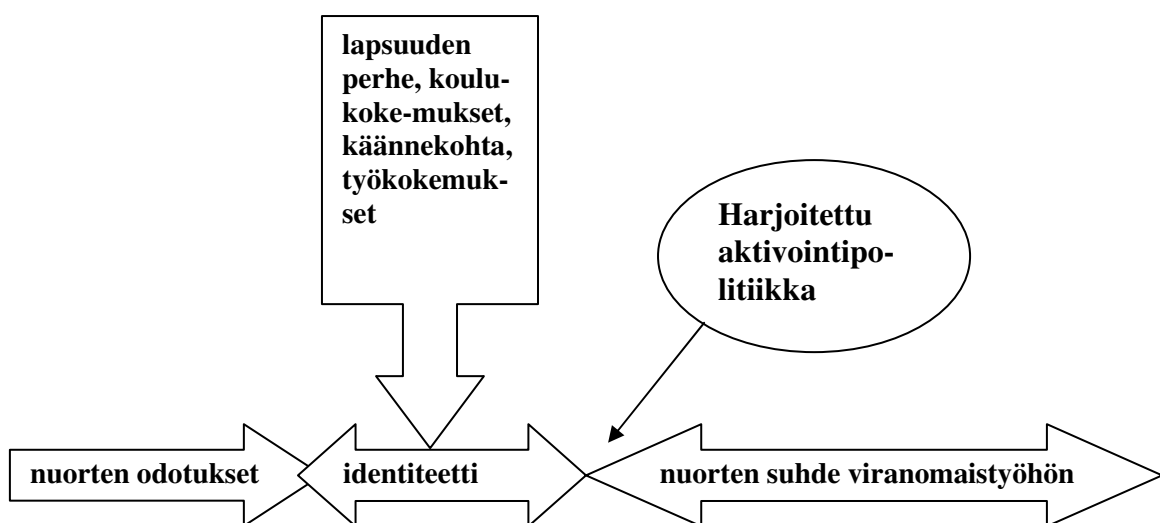 lapsuuden
perhe, koulu-
koke-mukset,
käännekohta,
työkokemuk-
set
Harjoitettu
aktivointipo-
litiikka
nuorten odotukset
identiteetti
nuorten suhde viranomaistyöhön